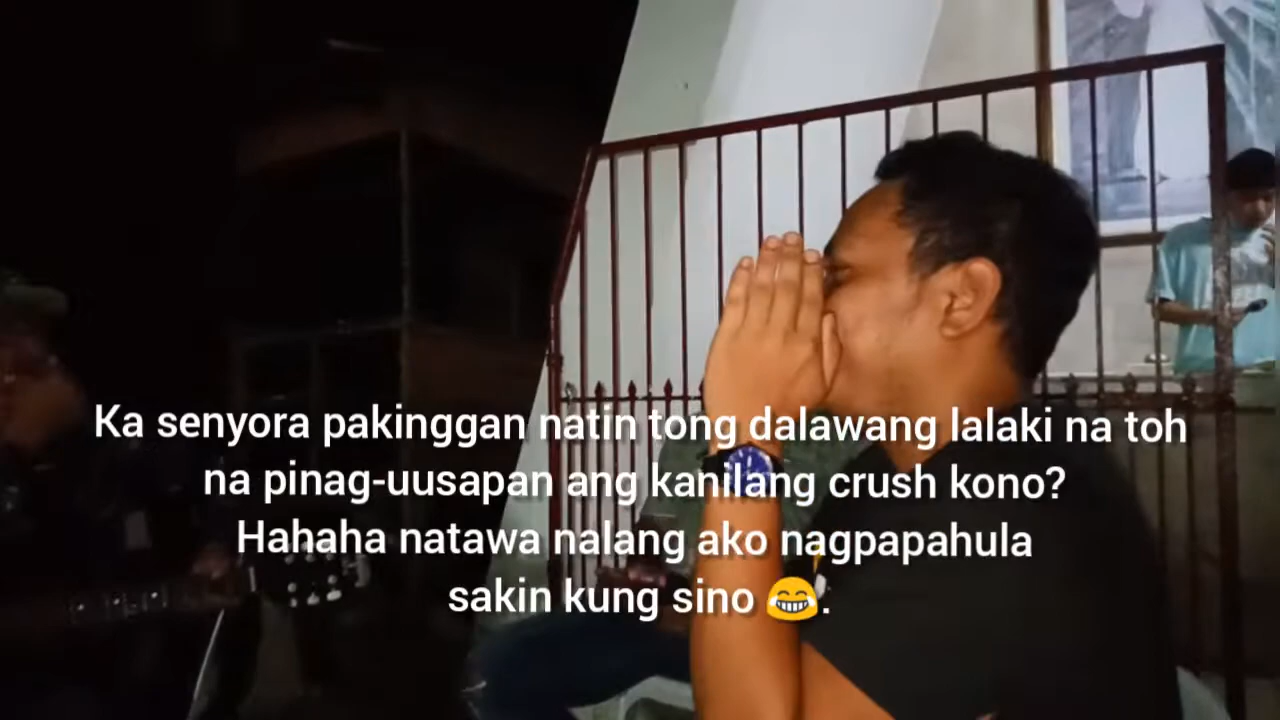 Ka senyora pakinggan natin tong dalawang lalaki na toh
na pinag-uusapan ang kanilang crush kono?
Hahaha natawa nalang ako nagpapahula
sakin kung sino 😂.